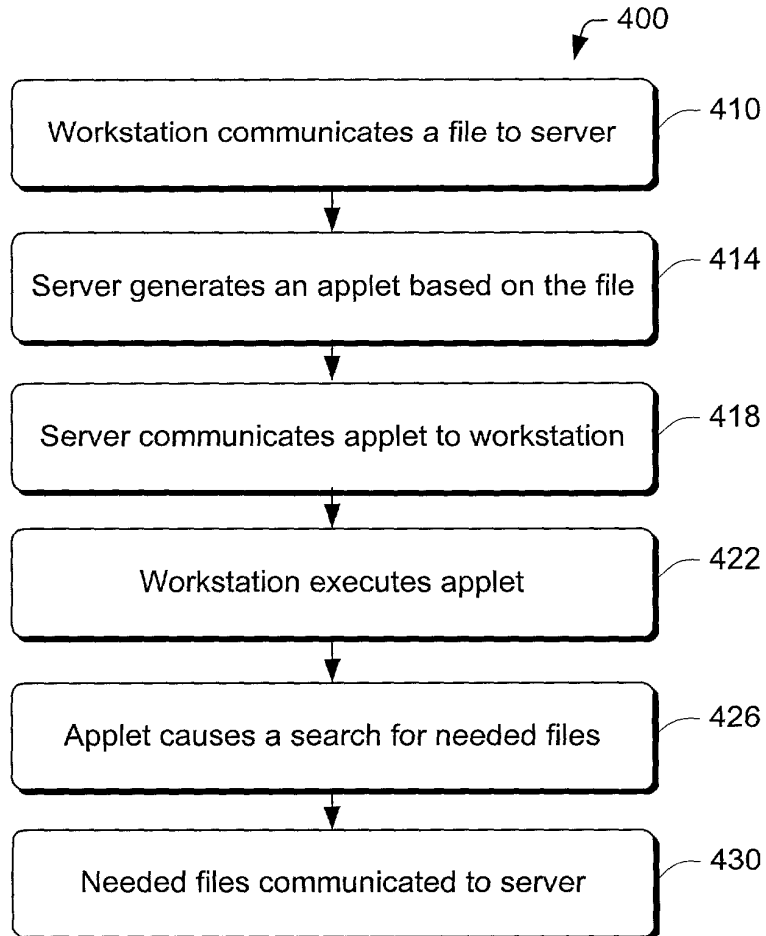 400
Workstation communicates a file to server
410
Server generates an applet based on the file
414
Server communicates applet to workstation
418
Workstation executes applet
422
Applet causes a search for needed files
426
Needed files communicated to server
430